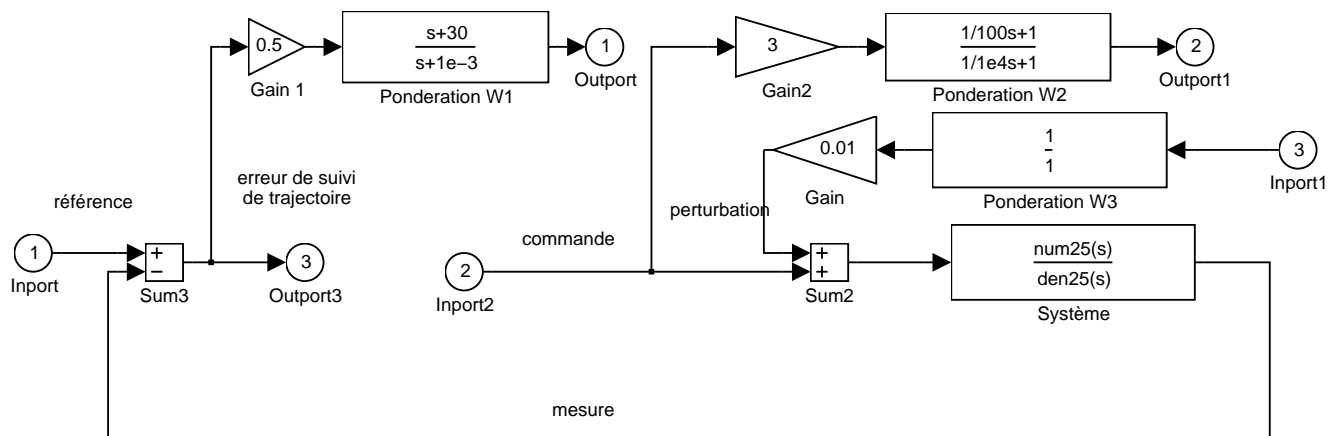 0.5
Gain 1
s+30
s+1e−3
Ponderation W1
1
Outport
3
Gain2
1/100s+1
1/1e4s+1
Ponderation W2
2
Outport1
0.01
Gain
1
1
Ponderation W3
3
Inport1
référence
erreur de suivi
de trajectoire
perturbation
1
Inport
+
−
Sum3
3
Outport3
commande
2
Inport2
+
+
Sum2
num25(s)
den25(s)
Système
mesure